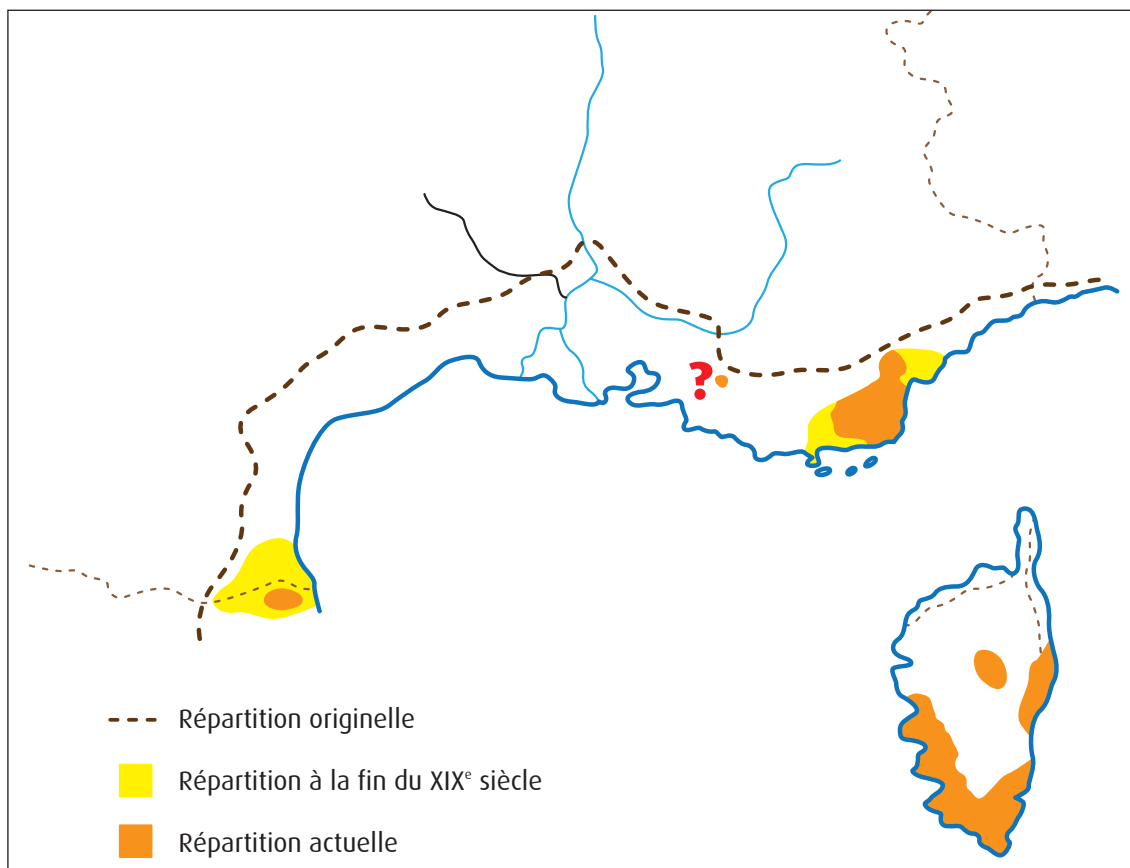 ?
Répartition originelle
Répartition à la fin du XIXe siècle
Répartition actuelle